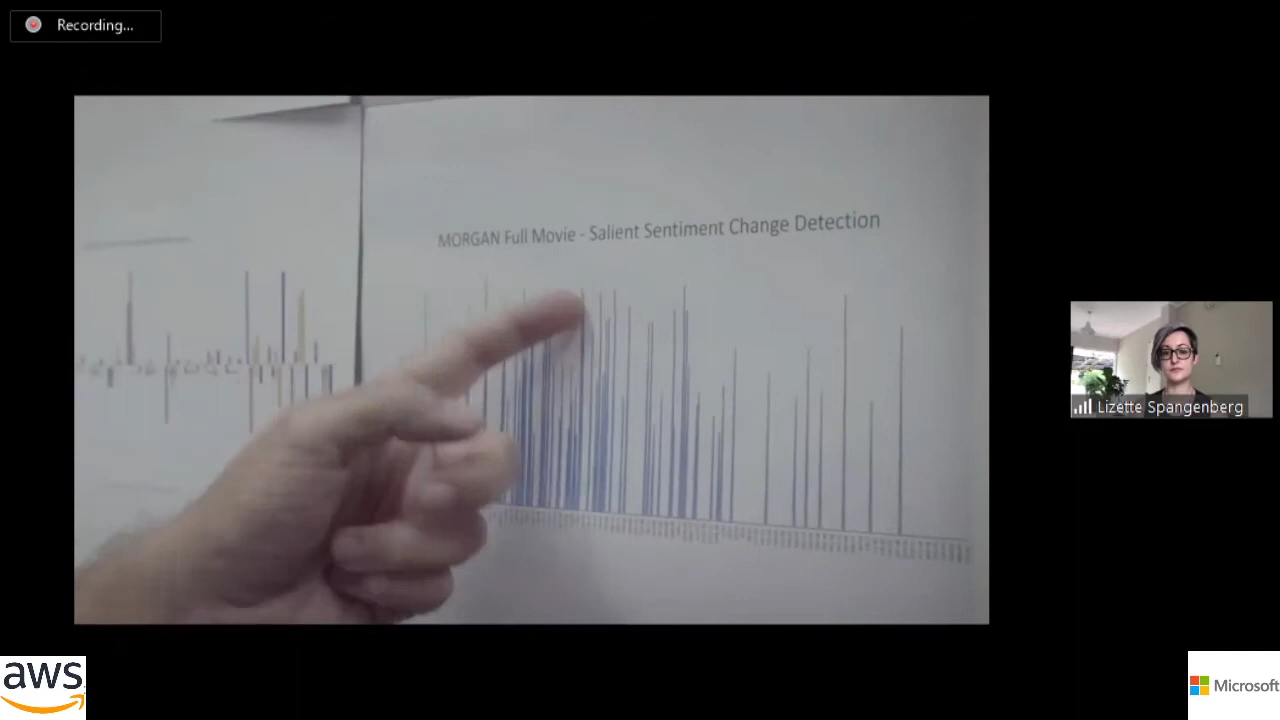 Recording...
MORGAN Full Movie - Salient Sentiment Change Detection
Lizette Spangenberg
aws
Microsoft